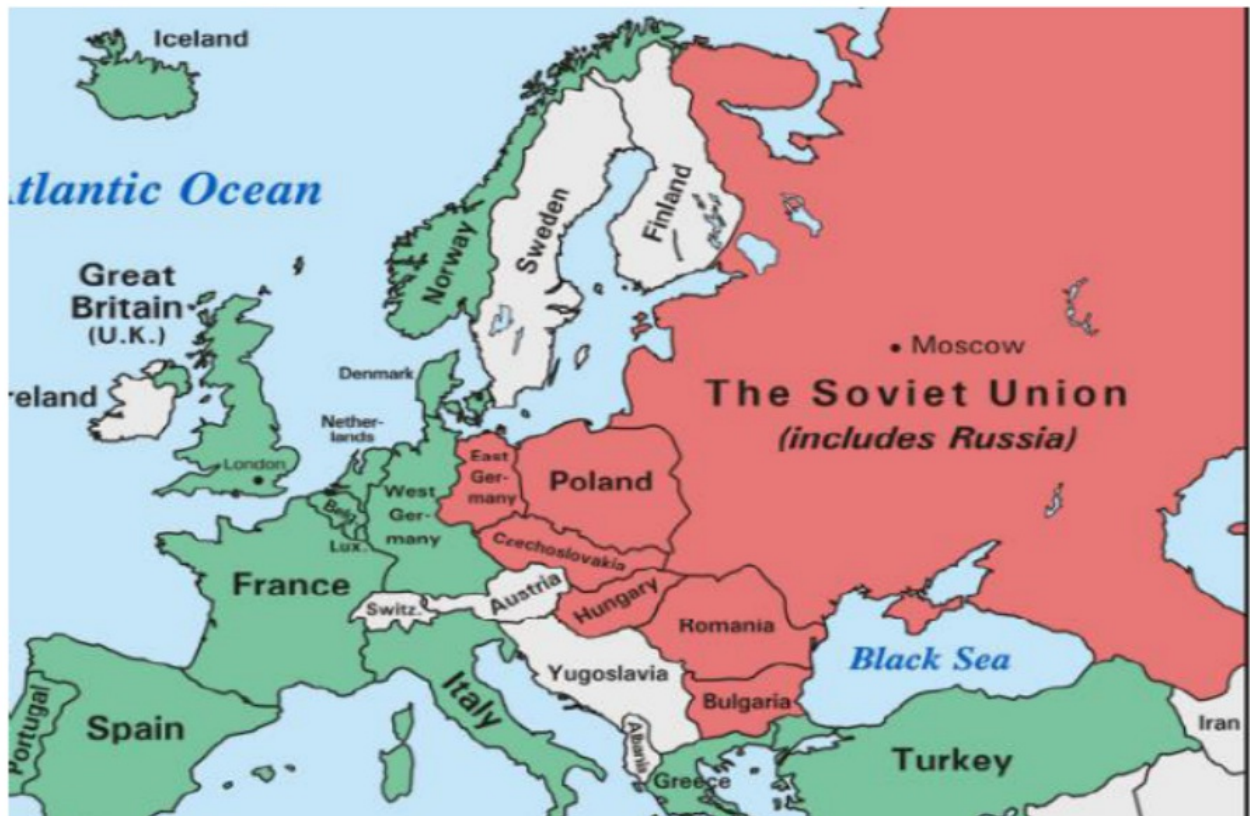 Iceland
tlantic Ocean
Great
Britain
(U.K.)
reland
London
Norway
Sweden
Finland
Denmark
Nether-
lands
Belg.
Lux.
West
Ger-
many
East
Ger-
many
Poland
Czechoslovakia
Moscow
The Soviet Union
(includes Russia)
France
Switz.
Austria
Hungary
Romania
Yugoslavia
Bulgaria
Black Sea
Portugal
Spain
Italy
Albania
Greece
Turkey
Iran